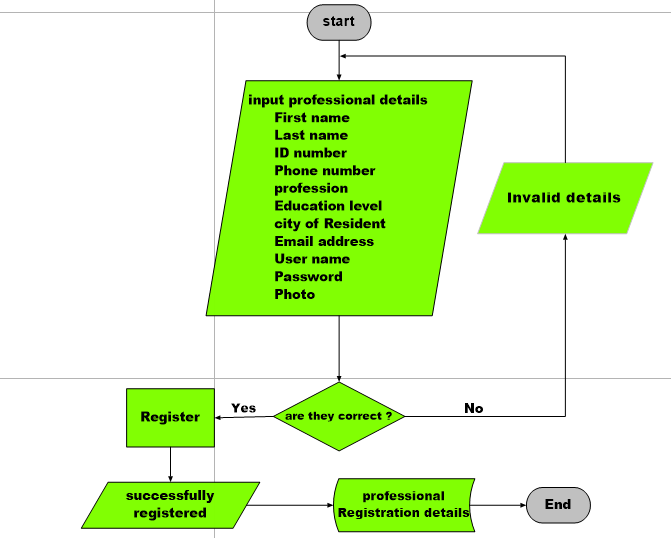 start
input professional details
First name
Last name
ID number
Phone number
profession
Education level
city of Resident
Email address
User name
Password
Photo
Invalid details
are they correct ?
Yes
No
Register
successfully
registered
professional
Registration details
End